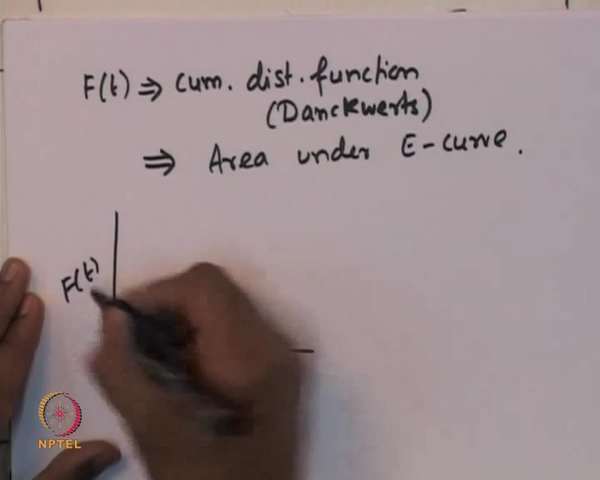 F(t) ⇒ Cum. dist. function
(Danckwerts)
⇒ Area under E-curve.
F(t)
NPTEL